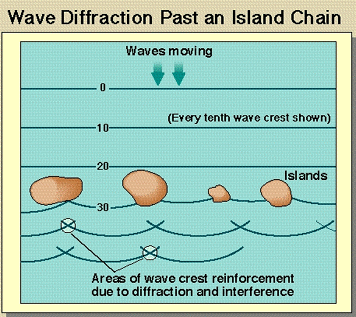 Wave Diffraction Past an Island Chain
Waves moving
0
(Every tenth wave crest shown)
10
20
Islands
30
Areas of wave crest reinforcement
due to diffraction and interference